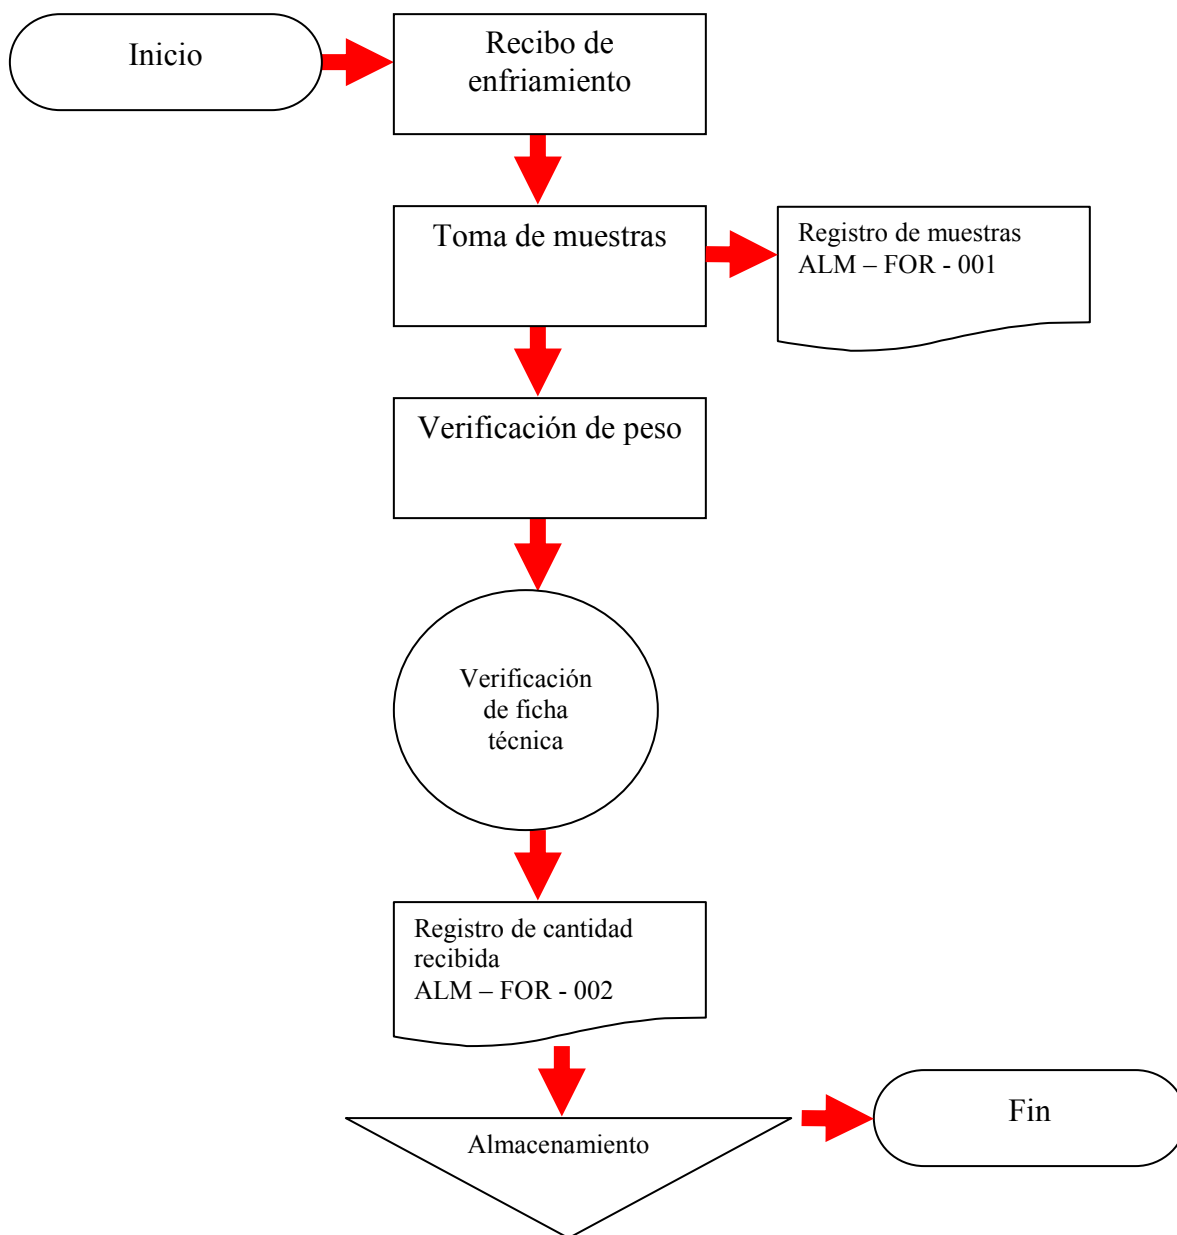 Inicio
Recibo de
enfriamiento
Toma de muestras
Registro de muestras
ALM – FOR - 001
Verificación de peso
Verificación
de ficha
técnica
Registro de cantidad
recibida
ALM – FOR - 002
Almacenamiento
Fin